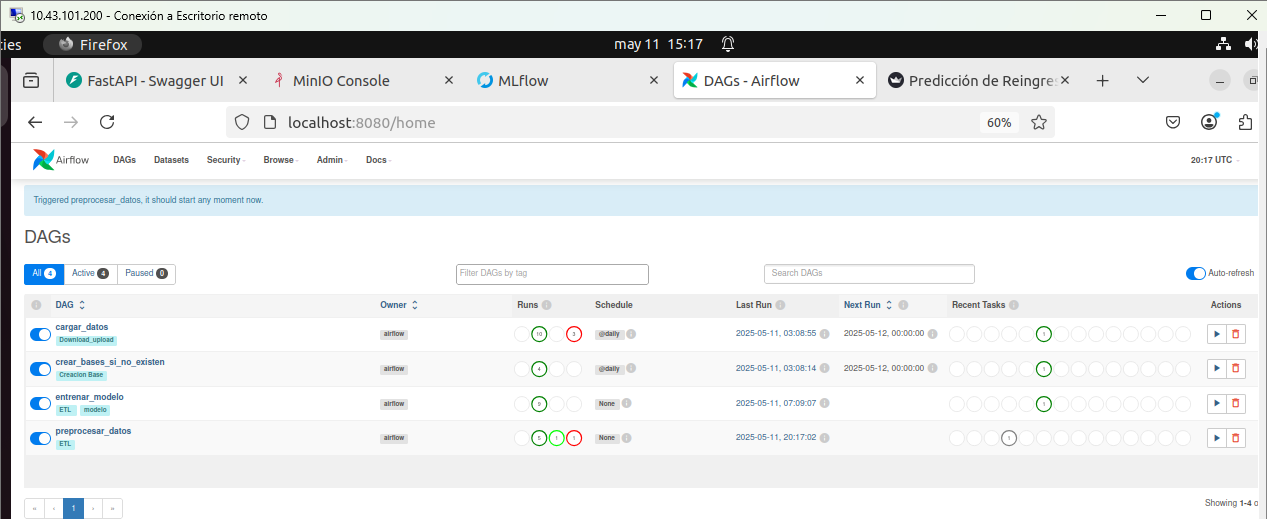 10.43.101.200 - Conexión a Escritorio remoto
ies Firefox may 11 15:17
FastAPI - Swagger UI MinIO Console MLflow DAGs - Airflow Predicción de Reingre
localhost:8080/home 60%
Airflow DAGs Datasets Security Browse Admin Docs 20:17 UTC
Triggered preprocesar_datos, it should start any moment now.
DAGs
All 4 Active 4 Paused 0 Filter DAGs by tag Search DAGs Auto-refresh
DAG Owner Runs Schedule Last Run Next Run Recent Tasks Actions
cargar_datos airflow 10 3 @daily 2025-05-11, 03:08:55 2025-05-12, 00:00:00 1
Download_upload
crear_bases_si_no_existen airflow 4 @daily 2025-05-11, 03:08:14 2025-05-12, 00:00:00 1
Creacion Base
entrenar_modelo airflow 9 None 2025-05-11, 07:09:07 1
ETL modelo
preprocesar_datos airflow 5 1 1 None 2025-05-11, 20:17:02 1
ETL
« ‹ 1 › » Showing 1-4 o